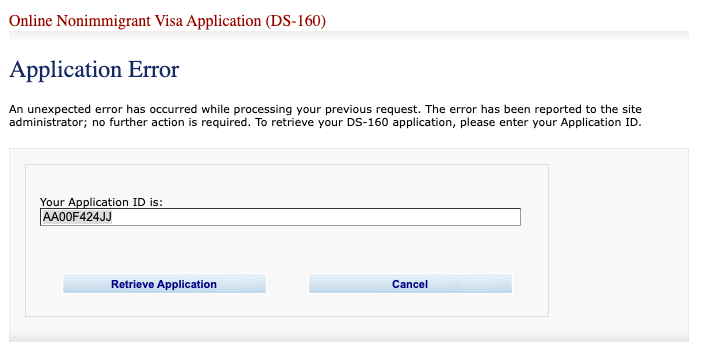 Online Nonimmigrant Visa Application (DS-160)
Application Error
An unexpected error has occurred while processing your previous request. The error has been reported to the site
administrator; no further action is required. To retrieve your DS-160 application, please enter your Application ID.
Your Application ID is:
AA00F424JJ
Retrieve Application
Cancel